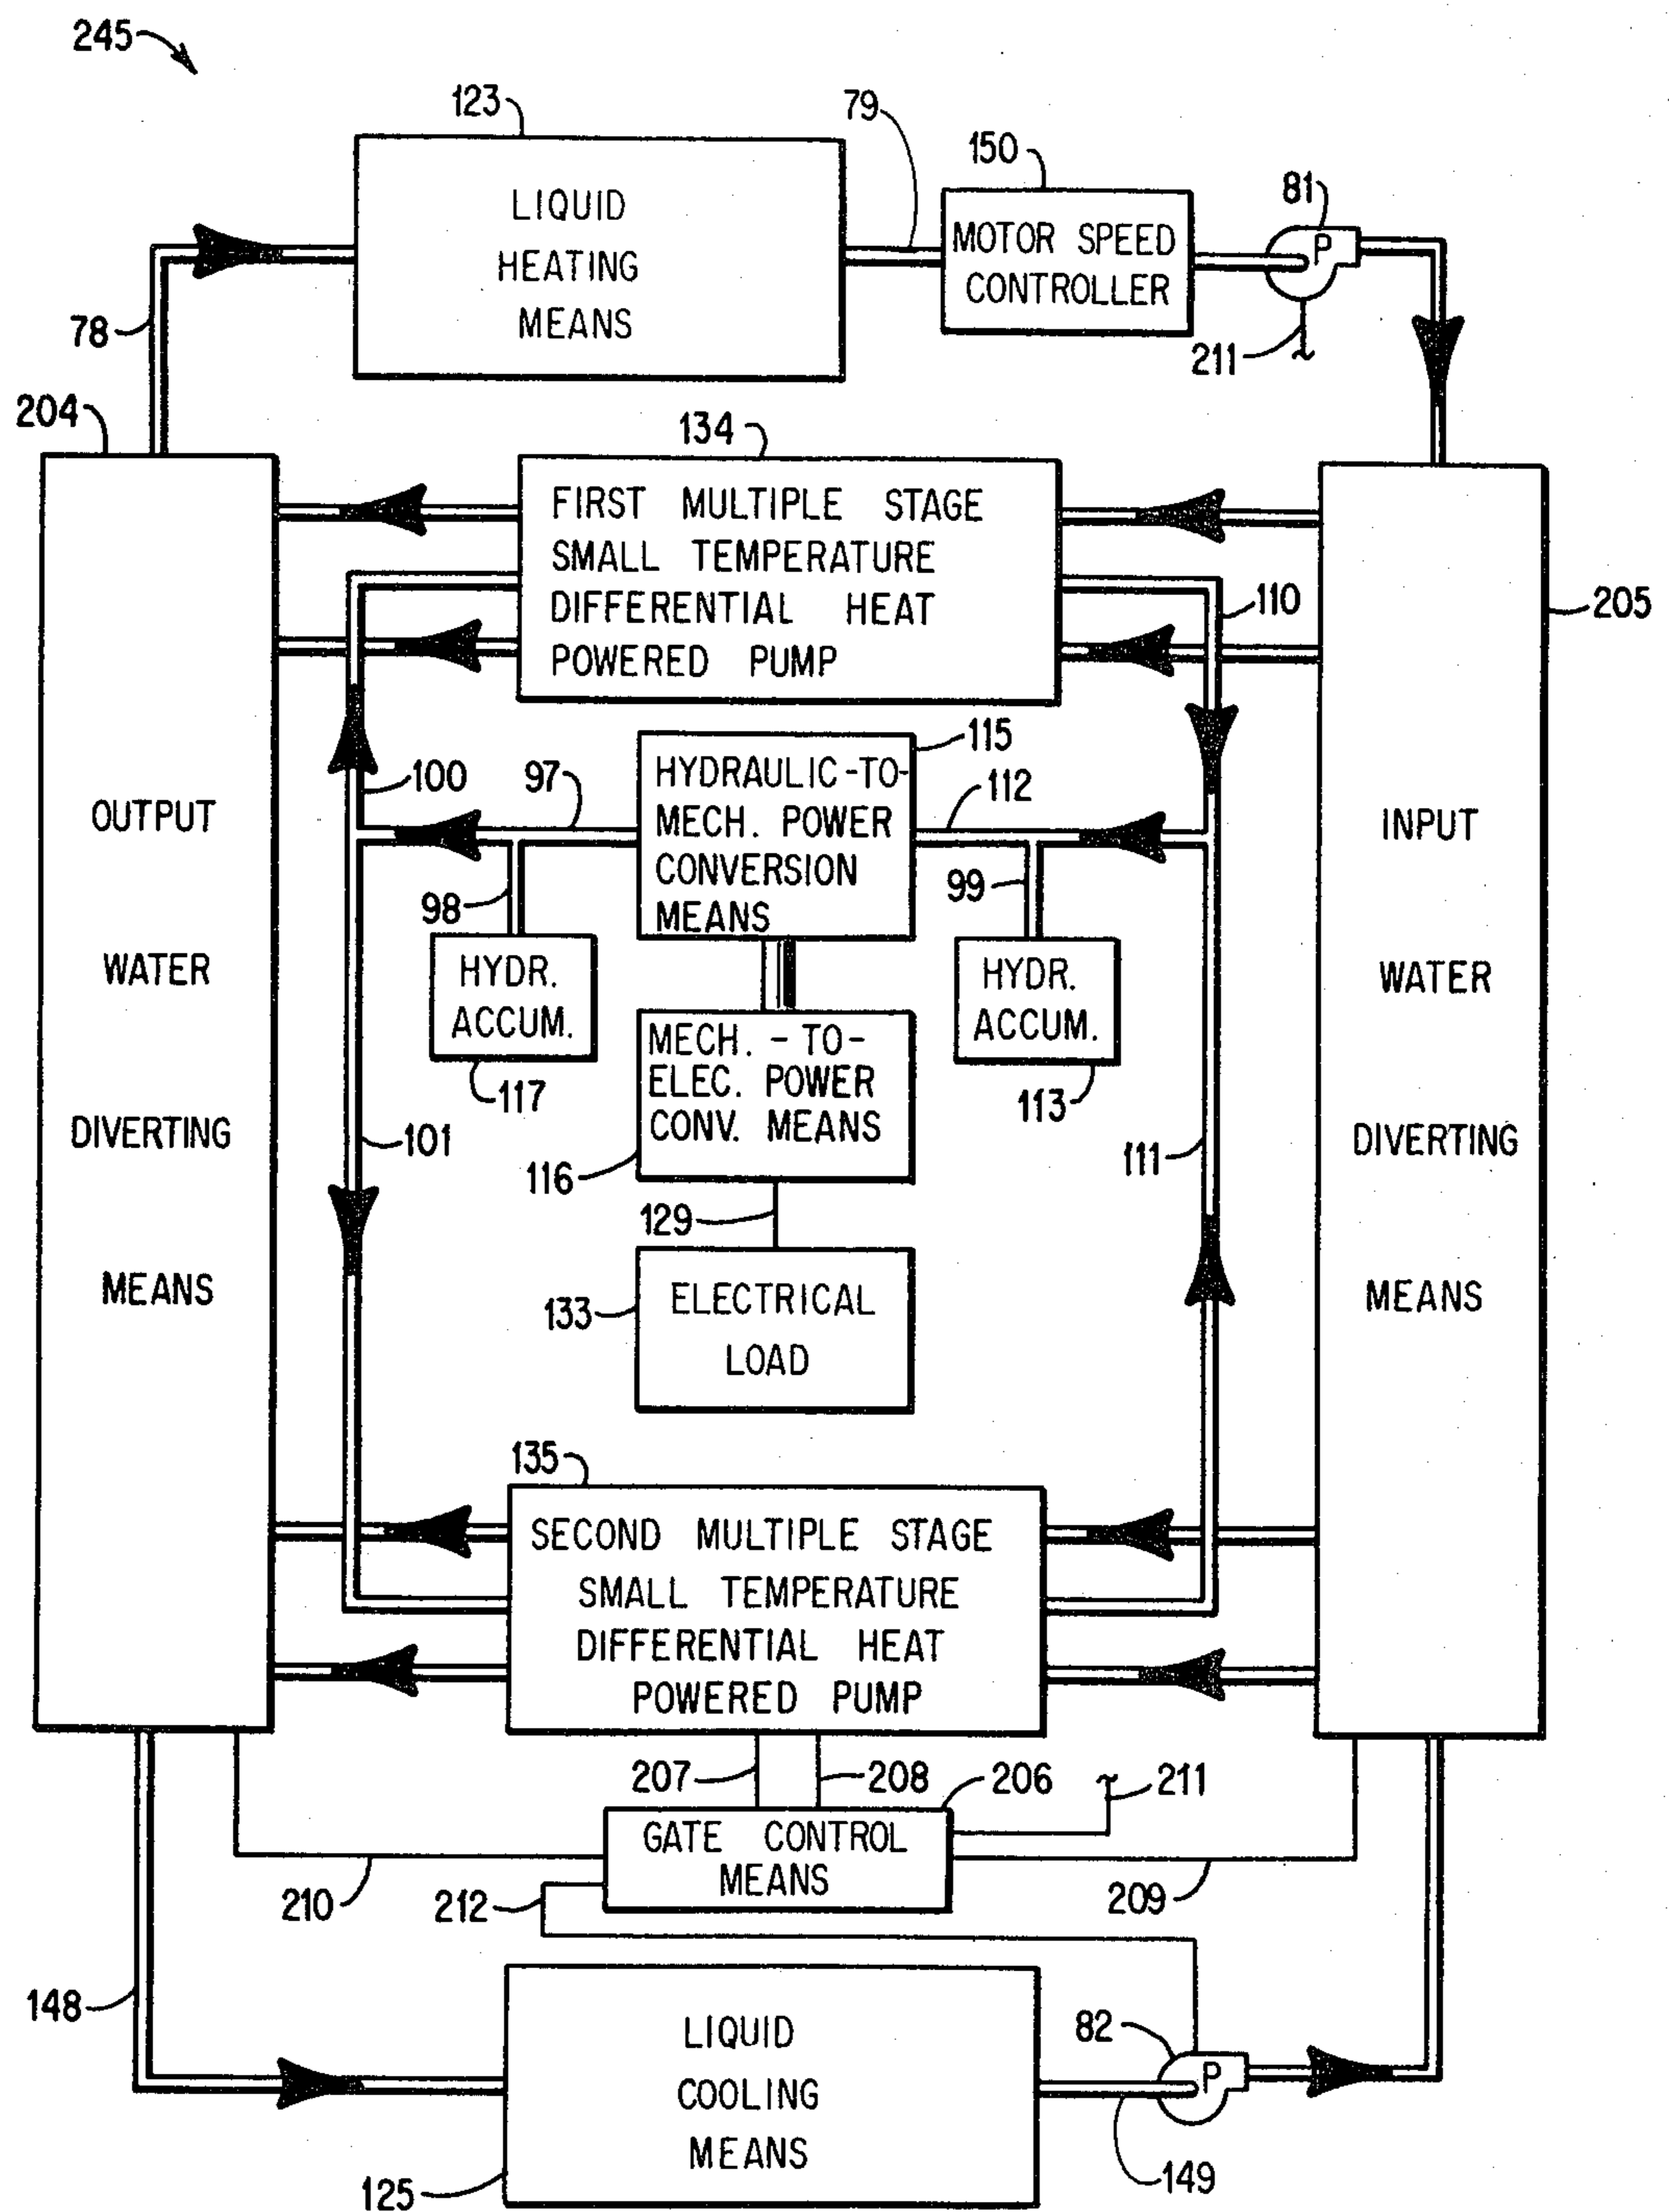 245
123
79
150
81
LIQUID
HEATING
MEANS
MOTOR SPEED
CONTROLLER
P
78
211
204
134
FIRST MULTIPLE STAGE
SMALL TEMPERATURE
DIFFERENTIAL HEAT
POWERED PUMP
110
205
115
100
97
HYDRAULIC-TO-
MECH. POWER
CONVERSION
MEANS
112
OUTPUT
WATER
DIVERTING
MEANS
INPUT
WATER
DIVERTING
MEANS
98
99
HYDR.
ACCUM.
HYDR.
ACCUM.
117
113
MECH. -TO-
ELEC. POWER
CONV. MEANS
101
116
111
129
133
ELECTRICAL
LOAD
135
SECOND MULTIPLE STAGE
SMALL TEMPERATURE
DIFFERENTIAL HEAT
POWERED PUMP
207
208
206
211
GATE CONTROL
MEANS
210
212
209
148
LIQUID
COOLING
MEANS
82
P
125
149